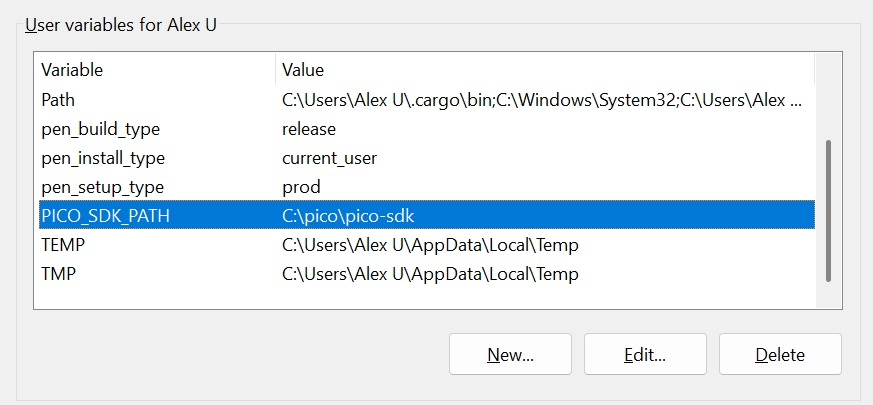 User variables for Alex U
Variable Value
Path C:\Users\Alex U\.cargo\bin;C:\Windows\System32;C:\Users\Alex ...
pen_build_type release
pen_install_type current_user
pen_setup_type prod
PICO_SDK_PATH C:\pico\pico-sdk
TEMP C:\Users\Alex U\AppData\Local\Temp
TMP C:\Users\Alex U\AppData\Local\Temp
New... Edit... Delete